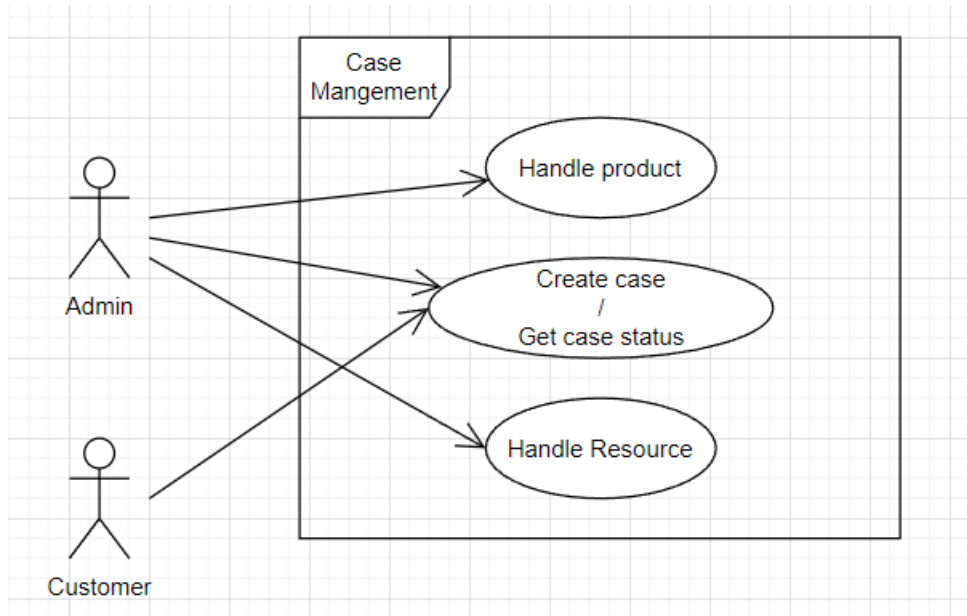 Case
Mangement
Handle product
Create case
/
Get case status
Admin
Handle Resource
Customer